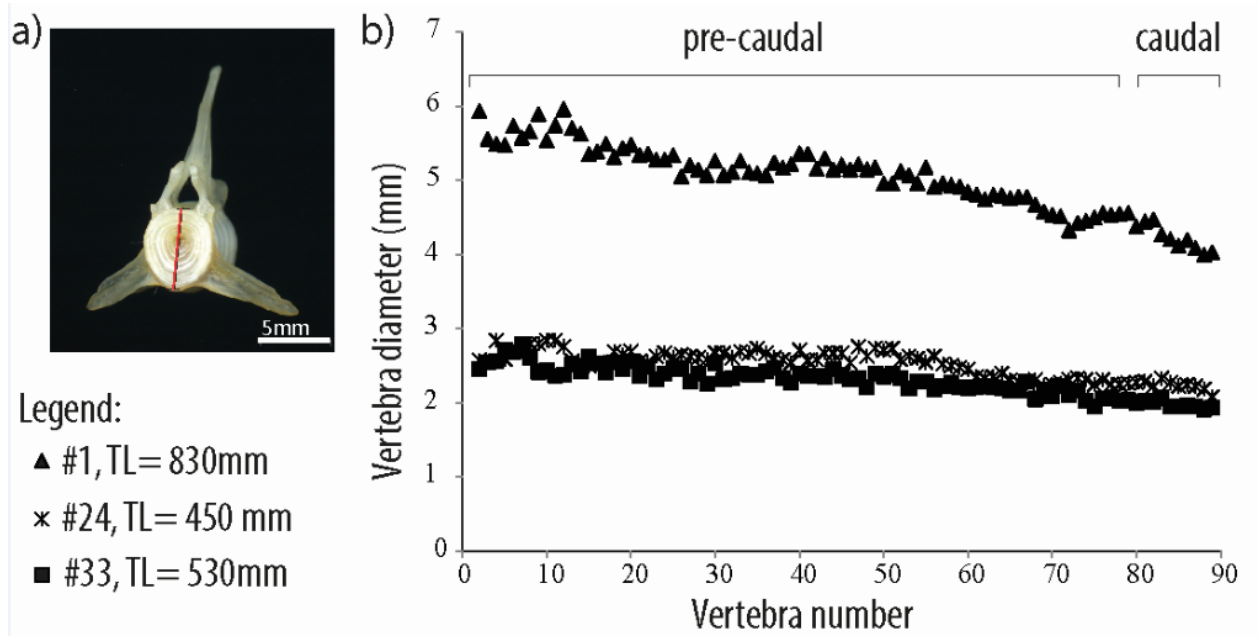 a)
5mm
Legend:
▲ #1, TL= 830mm
#24, TL= 450 mm
■ #33, TL= 530mm
b)
pre-caudal
caudal
Vertebra diameter (mm)
7
6
5
4
3
2
1
0
0 10 20 30 40 50 60 70 80 90
Vertebra number